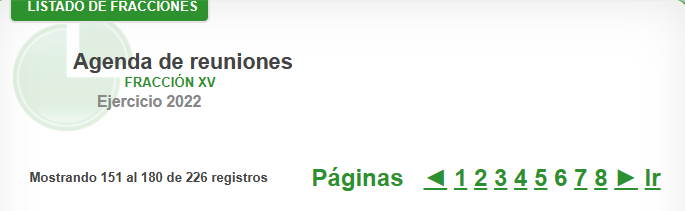 LISTADO DE FRACCIONES
Agenda de reuniones
FRACCIÓN XV
Ejercicio 2022
Mostrando 151 al 180 de 226 registros Páginas ◄ 1 2 3 4 5 6 7 8 ► Ir